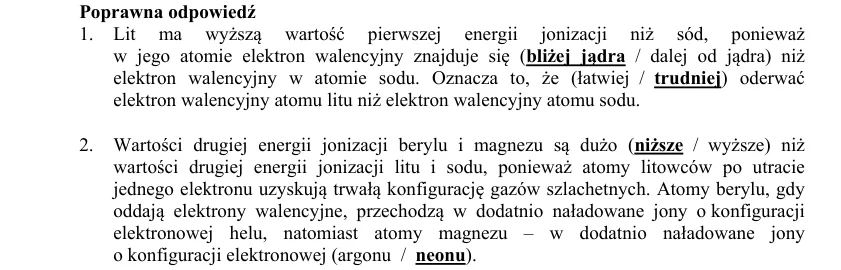 Poprawna odpowiedź
1. Lit ma wyższą wartość pierwszej energii jonizacji niż sód, ponieważ
w jego atomie elektron walencyjny znajduje się (bliżej jądra / dalej od jądra) niż
elektron walencyjny w atomie sodu. Oznacza to, że (łatwiej / trudniej) oderwać
elektron walencyjny atomu litu niż elektron walencyjny atomu sodu.
2. Wartości drugiej energii jonizacji berylu i magnezu są dużo (niższe / wyższe) niż
wartości drugiej energii jonizacji litu i sodu, ponieważ atomy litowców po utracie
jednego elektronu uzyskują trwałą konfigurację gazów szlachetnych. Atomy berylu, gdy
oddają elektrony walencyjne, przechodzą w dodatnio naładowane jony o konfiguracji
elektronowej helu, natomiast atomy magnezu – w dodatnio naładowane jony
o konfiguracji elektronowej (argonu / neonu).